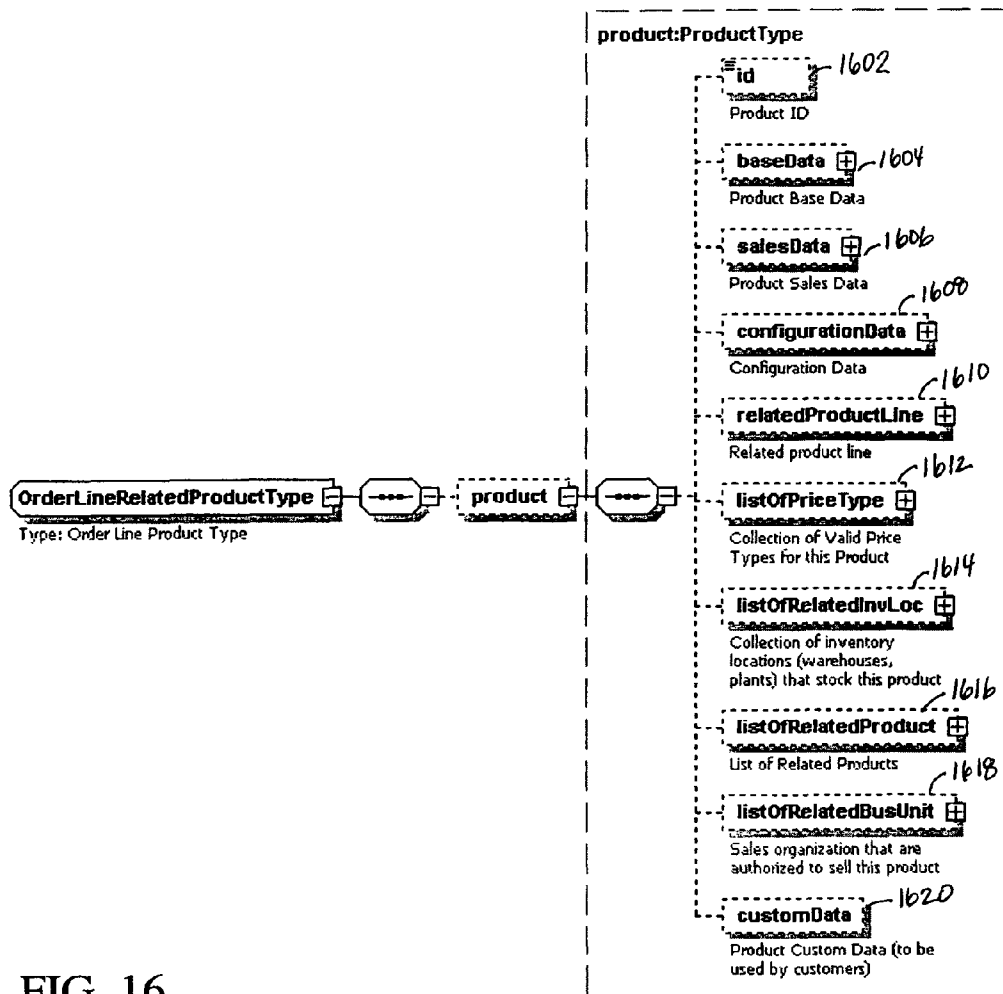 product:ProductType
id
1602
Product ID
baseData
1604
Product Base Data
salesData
1606
Product Sales Data
1608
configurationData
Configuration Data
1610
relatedProductLine
Related product line
1612
OrderLineRelatedProductType
product
listOfPriceType
Type: Order Line Product Type
Collection of Valid Price
Types for this Product
1614
listOfRelatedInvLoc
Collection of inventory
locations (warehouses,
plants) that stock this product
1616
listOfRelatedProduct
List of Related Products
1618
listOfRelatedBusUnit
Sales organization that are
authorized to sell this product
1620
customData
Product Custom Data (to be
used by customers)
FIG. 16